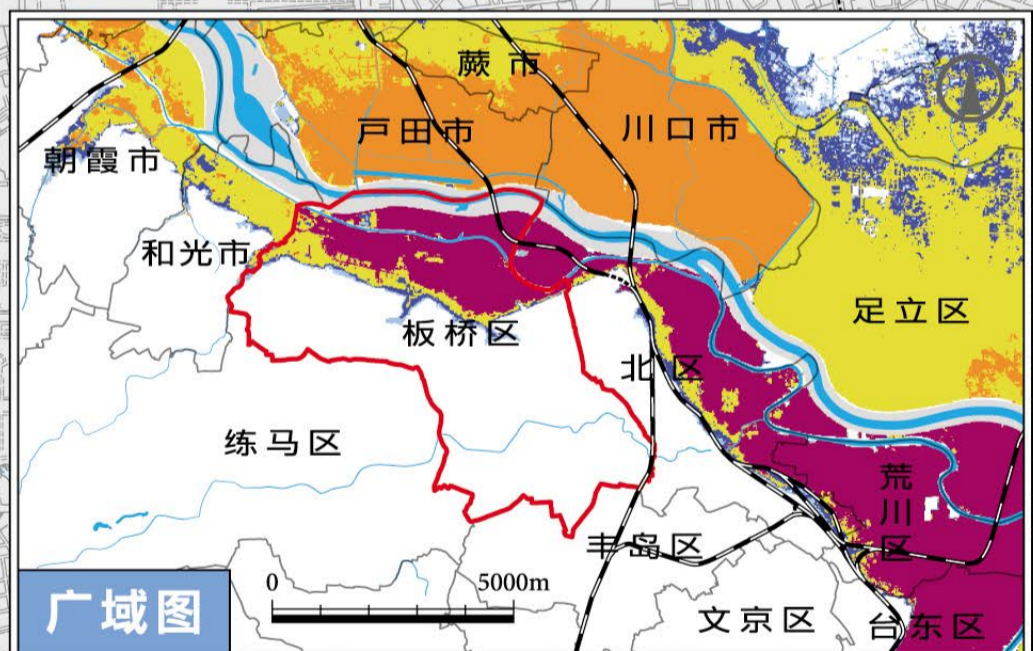 蕨市
戸田市
川口市
朝霞市
和光市
足立区
板桥区
北区
练马区
荒川区
丰岛区
0 5000m
广域图
文京区
台东区